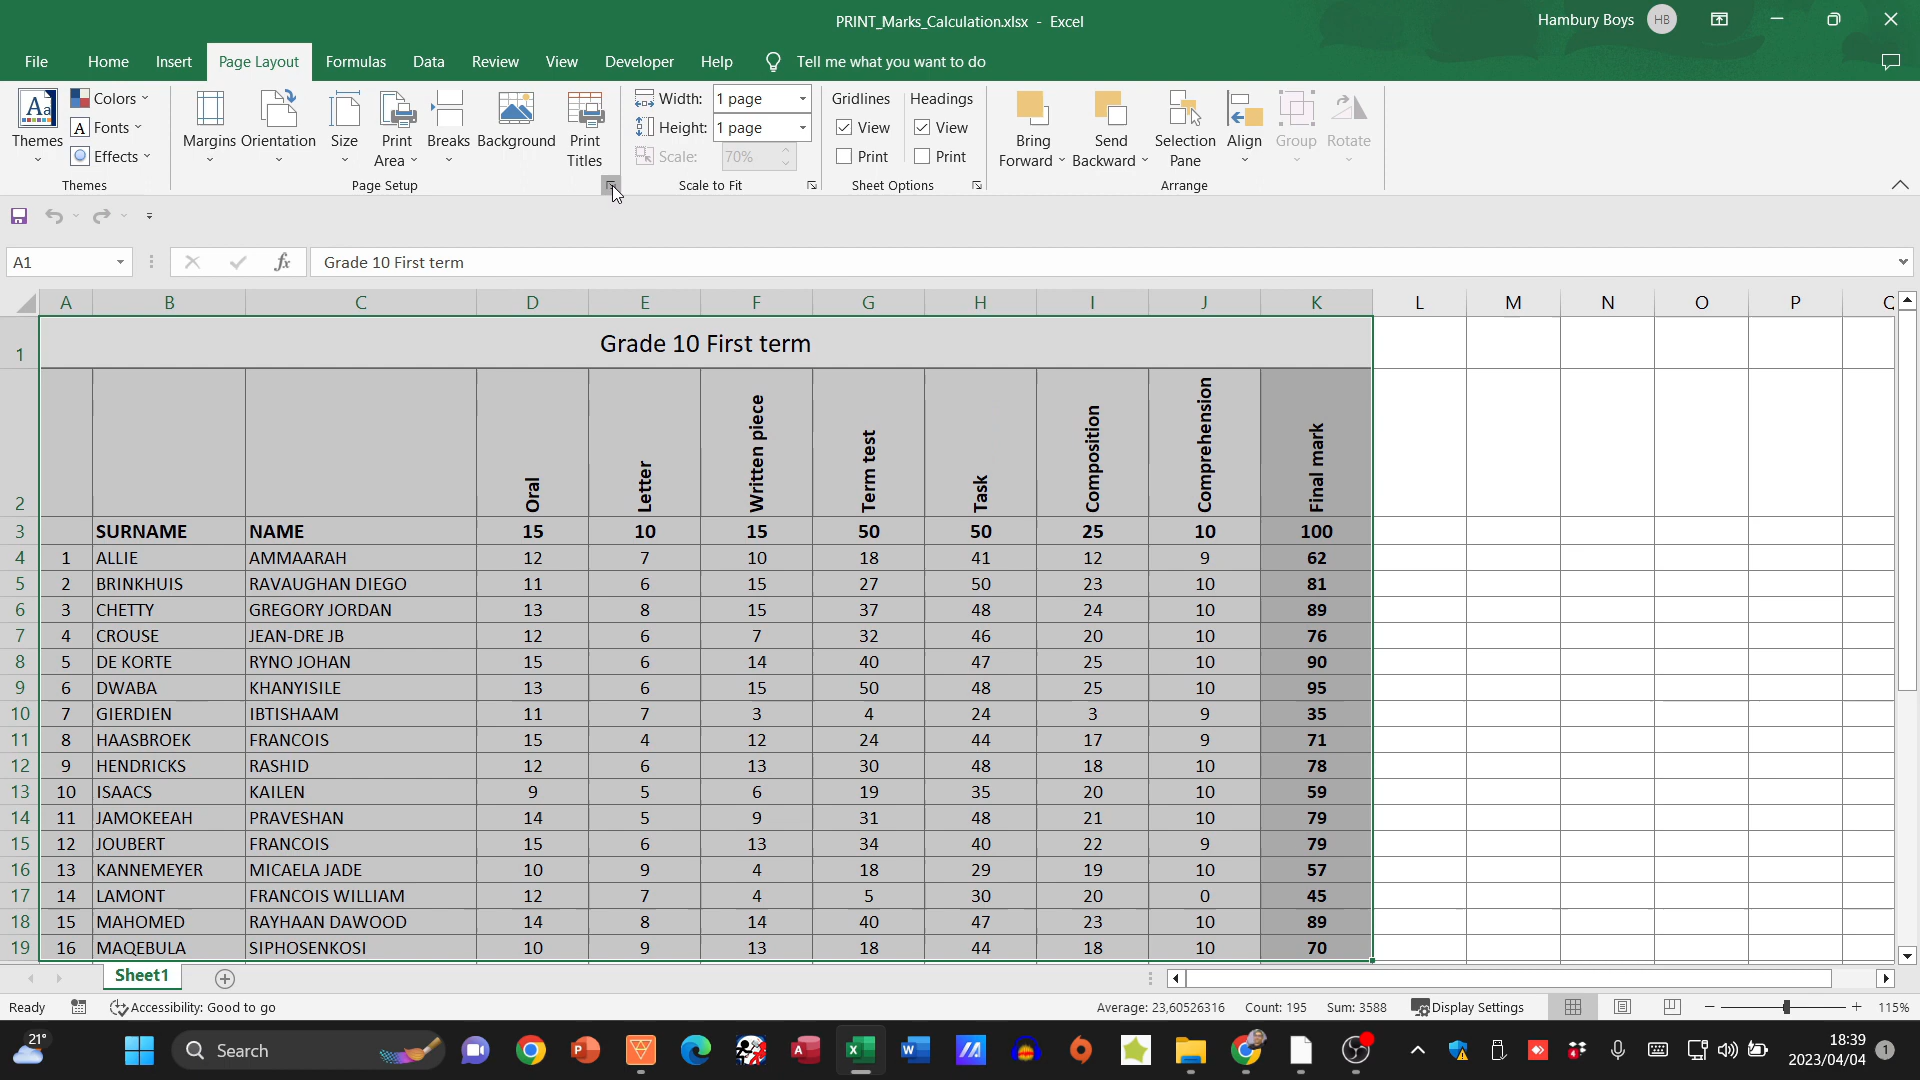 PRINT_Marks_Calculation.xlsx - Excel
Hambury Boys HB
File Home Insert Page Layout Formulas Data Review View Developer Help Tell me what you want to do
Themes
Aa
Colors
Fonts
Effects
Themes
Margins Orientation Size Print Area Breaks Background Print Titles
Page Setup
Width: 1 page
Height: 1 page
Scale: 70%
Scale to Fit
Gridlines Headings
View View
Print Print
Sheet Options
Bring Forward Send Backward Selection Pane Align Group Rotate
Arrange
A1 fx Grade 10 First term
A B C D E F G H I J K L M N O P
1 Grade 10 First term
2 Oral Letter Written piece Term test Task Composition Comprehension Final mark
3 SURNAME NAME 15 10 15 50 50 25 10 100
4 1 ALLIE AMMAARAH 12 7 10 18 41 12 9 62
5 2 BRINKHUIS RAVAUGHAN DIEGO 11 6 15 27 50 23 10 81
6 3 CHETTY GREGORY JORDAN 13 8 15 37 48 24 10 89
7 4 CROUSE JEAN-DRE JB 12 6 7 32 46 20 10 76
8 5 DE KORTE RYNO JOHAN 15 6 14 40 47 25 10 90
9 6 DWABA KHANYISILE 13 6 15 50 48 25 10 95
10 7 GIERDIEN IBTISHAAM 11 7 3 4 24 3 9 35
11 8 HAASBROEK FRANCOIS 15 4 12 24 44 17 9 71
12 9 HENDRICKS RASHID 12 6 13 30 48 18 10 78
13 10 ISAACS KAILEN 9 5 6 19 35 20 10 59
14 11 JAMOKEEAH PRAVESHAN 14 5 9 31 48 21 10 79
15 12 JOUBERT FRANCOIS 15 6 13 34 40 22 9 79
16 13 KANNEMEYER MICAELA JADE 10 9 4 18 29 19 10 57
17 14 LAMONT FRANCOIS WILLIAM 12 7 4 5 30 20 0 45
18 15 MAHOMED RAYHAAN DAWOOD 14 8 14 40 47 23 10 89
19 16 MAQEBULA SIPHOSENKOSI 10 9 13 18 44 18 10 70
Sheet1
Ready Accessibility: Good to go Average: 23,60526316 Count: 195 Sum: 3588 Display Settings 115%
21° Search 18:39
2023/04/04 1